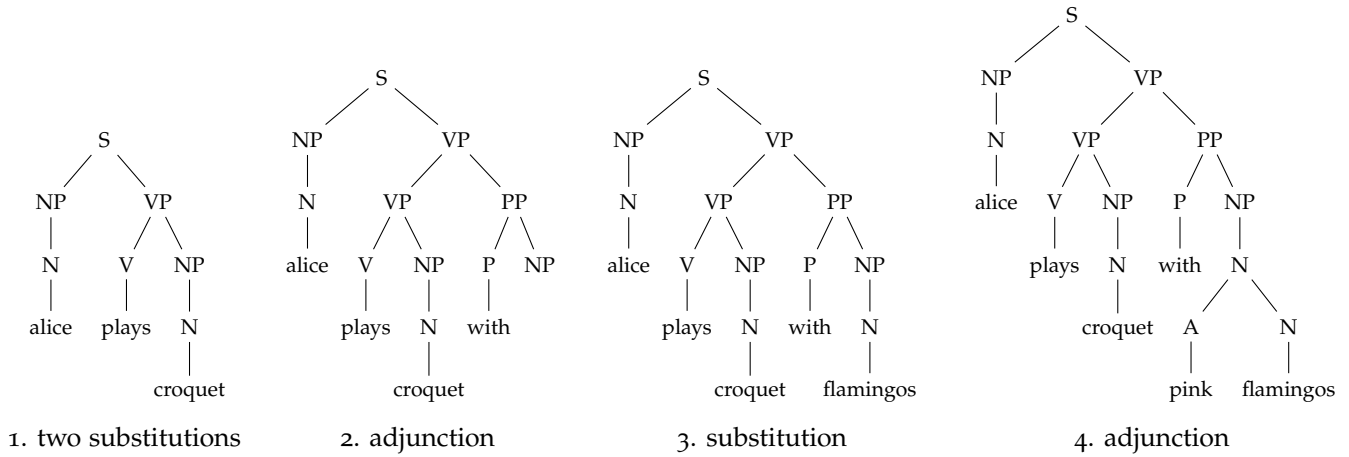 S
NP VP
N V NP
alice plays N
croquet
1. two substitutions
S
NP VP
N VP PP
alice V NP P NP
plays N with
croquet
2. adjunction
S
NP VP
N VP PP
alice V NP P NP
plays N with N
croquet flamingos
3. substitution
S
NP VP
N VP PP
alice V NP P NP
plays N with N
croquet A N
pink flamingos
4. adjunction